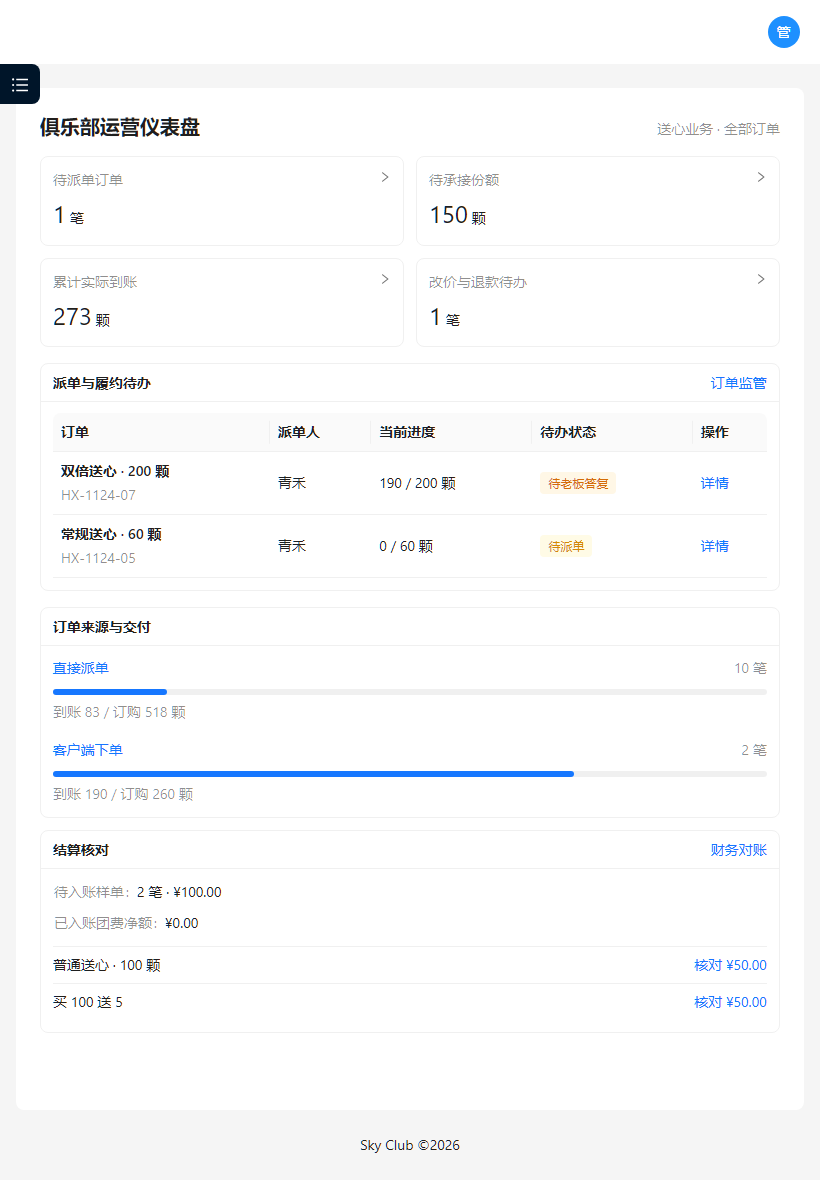 管
俱乐部运营仪表盘
送心业务 · 全部订单
待派单订单
1 笔
待承接份额
150 颗
累计实际到账
273 颗
改价与退款待办
1 笔
派单与履约待办
订单监管
订单 派单人 当前进度 待办状态 操作
双倍送心 · 200 颗
HX-1124-07
青禾 190 / 200 颗 待老板答复 详情
常规送心 · 60 颗
HX-1124-05
青禾 0 / 60 颗 待派单 详情
订单来源与交付
直接派单 10 笔
到账 83 / 订购 518 颗
客户端下单 2 笔
到账 190 / 订购 260 颗
结算核对
财务对账
待入账样单: 2 笔 · ¥100.00
已入账团费净额: ¥0.00
普通送心 · 100 颗 核对 ¥50.00
买 100 送 5 核对 ¥50.00
Sky Club ©2026